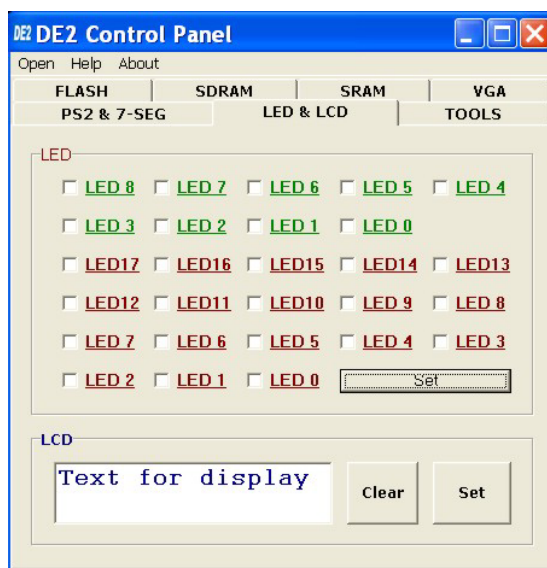 DE2 DE2 Control Panel
Open Help About
FLASH SDRAM SRAM VGA
PS2 & 7-SEG LED & LCD TOOLS
LED
LED 8 LED 7 LED 6 LED 5 LED 4
LED 3 LED 2 LED 1 LED 0
LED17 LED16 LED15 LED14 LED13
LED12 LED11 LED10 LED 9 LED 8
LED 7 LED 6 LED 5 LED 4 LED 3
LED 2 LED 1 LED 0 Set
LCD
Text for display
Clear Set